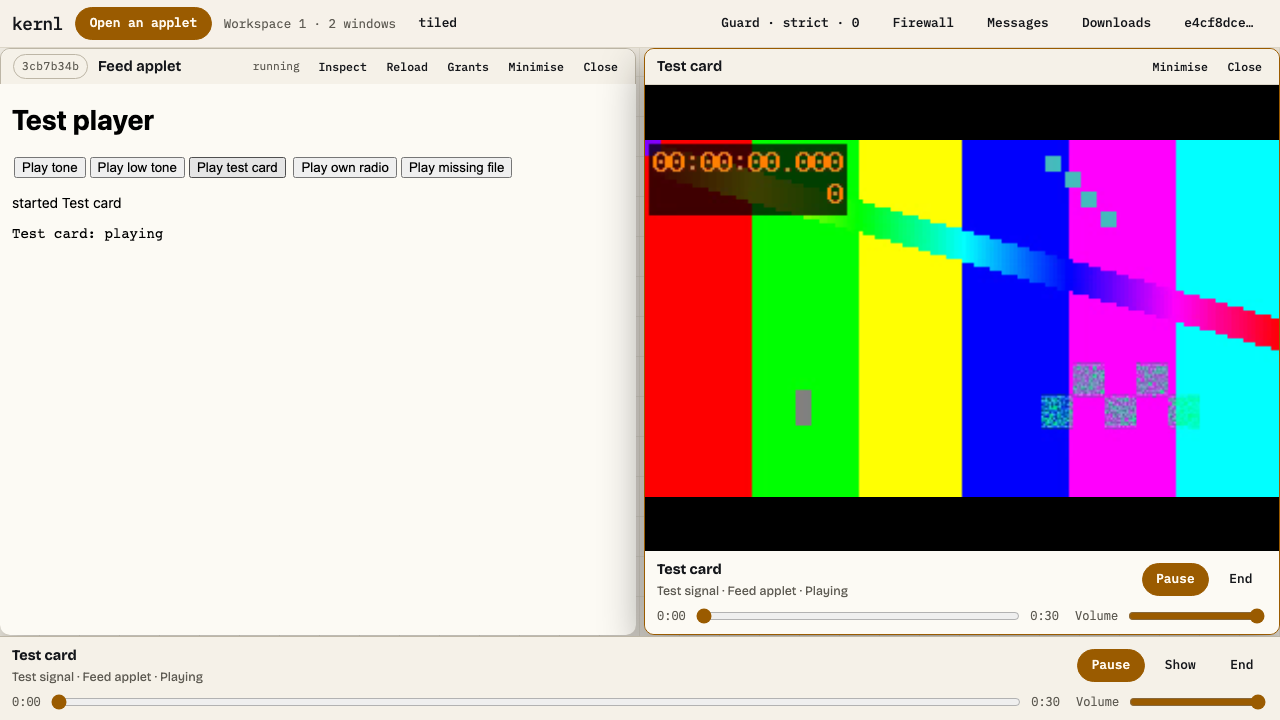 kernl Open an applet Workspace 1 · 2 windows tiled Guard · strict · 0 Firewall Messages Downloads e4cf8dce…
3cb7b34b Feed applet running Inspect Reload Grants Minimise Close
Test player
Play tone Play low tone Play test card Play own radio Play missing file
started Test card
Test card: playing
Test card Minimise Close
00:00:00.000
0
Test card
Test signal · Feed applet · Playing
Pause End
0:00 0:30 Volume
Test card
Test signal · Feed applet · Playing
Pause Show End
0:00 0:30 Volume